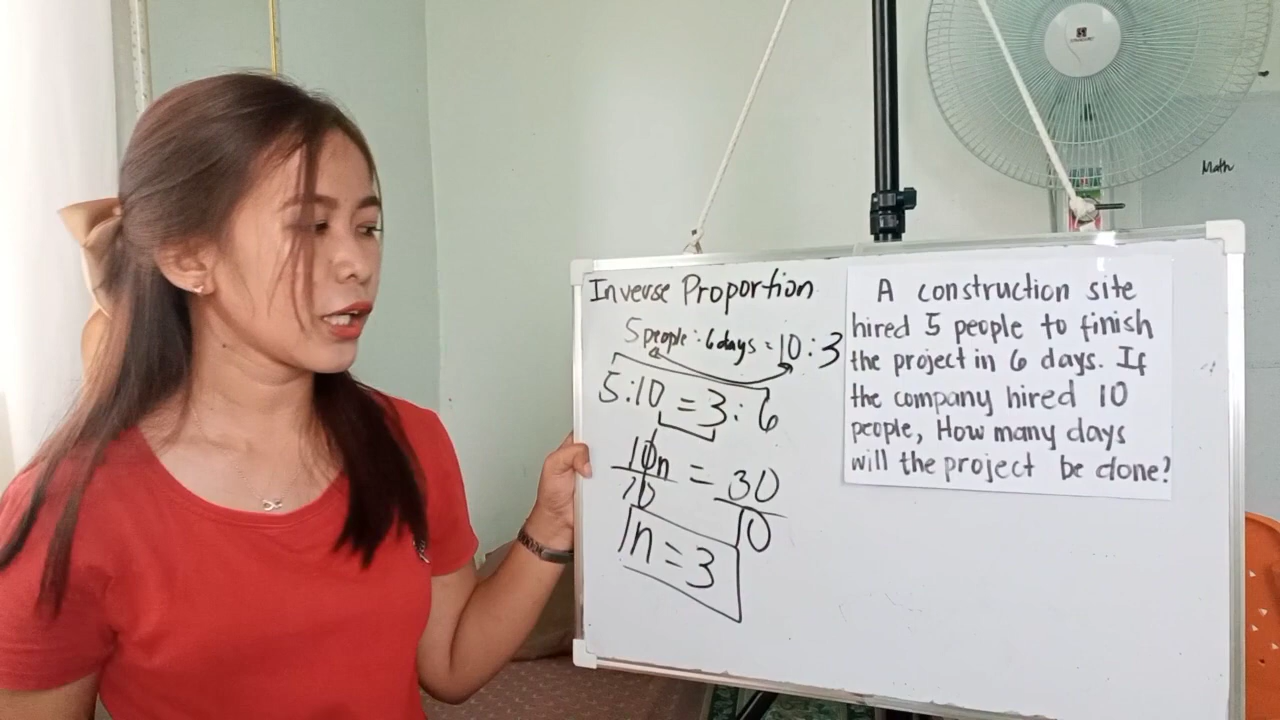 Math
Inverse Proportion
5 people : 6 days = 10 : 3
5:10 = 3 : 6
10n = 30
10 10
n = 3
A construction site
hired 5 people to finish
the project in 6 days. If
the company hired 10
people, How many days
will the project be done?